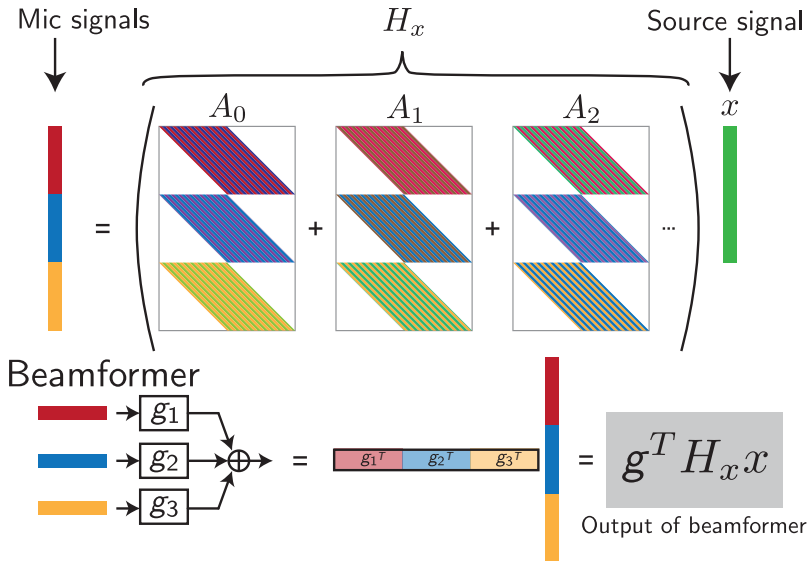 Mic signals
H_x
Source signal
A_0
A_1
A_2
x
=
+
+
...
Beamformer
g_1
g_2
g_3
=
g_1^T g_2^T g_3^T
=
g^T H_x x
Output of beamformer